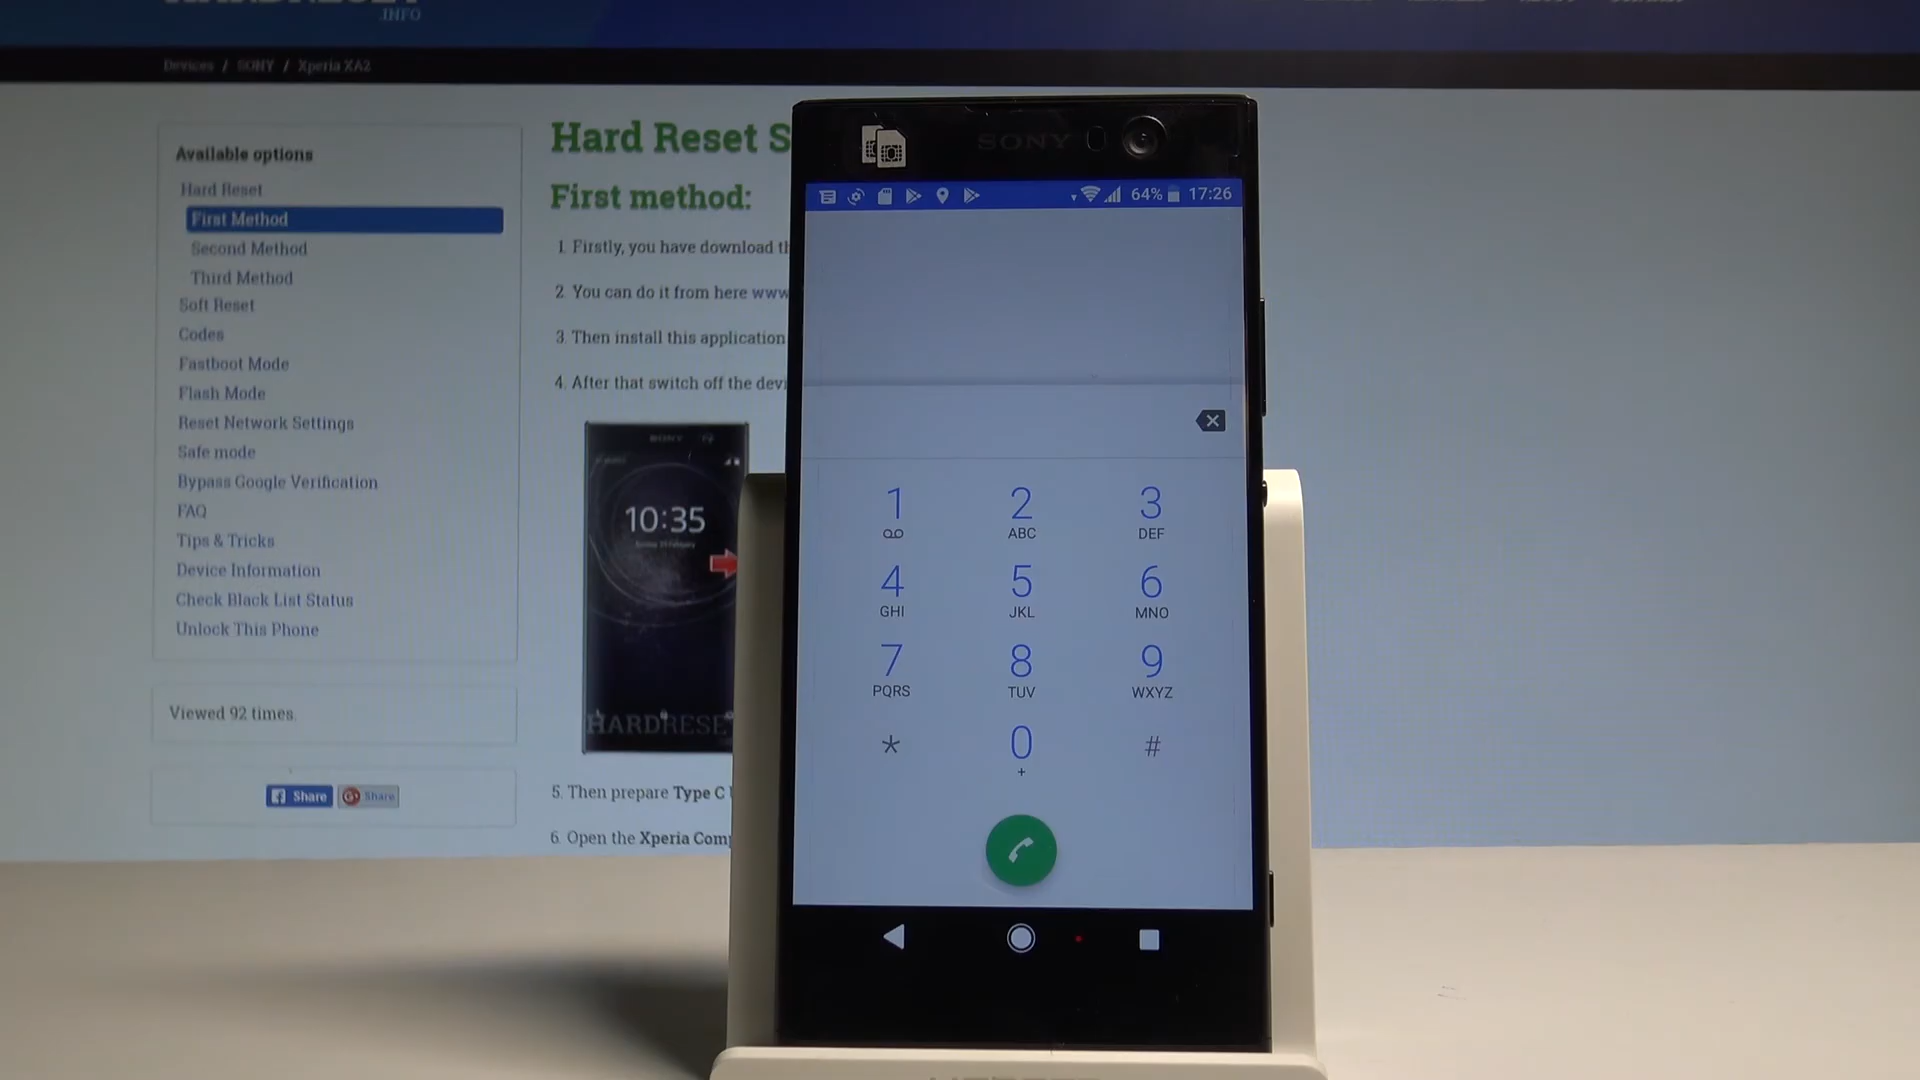 .INFO
Devices / SONY / Xperia XA2
Available options
Hard Reset
First Method
Second Method
Third Method
Soft Reset
Codes
Fastboot Mode
Flash Mode
Reset Network Settings
Safe mode
Bypass Google Verification
FAQ
Tips & Tricks
Device Information
Check Black List Status
Unlock This Phone
Viewed 92 times.
Share
Share
Hard Reset S
First method:
1. Firstly, you have download th
2. You can do it from here www
3. Then install this application
4. After that switch off the devi
SONY
10:35
HARDRESE
5. Then prepare Type C U
6. Open the Xperia Comp
SONY
64% 17:26
1 2 3
ABC DEF
4 5 6
GHI JKL MNO
7 8 9
PQRS TUV WXYZ
* 0 #
+